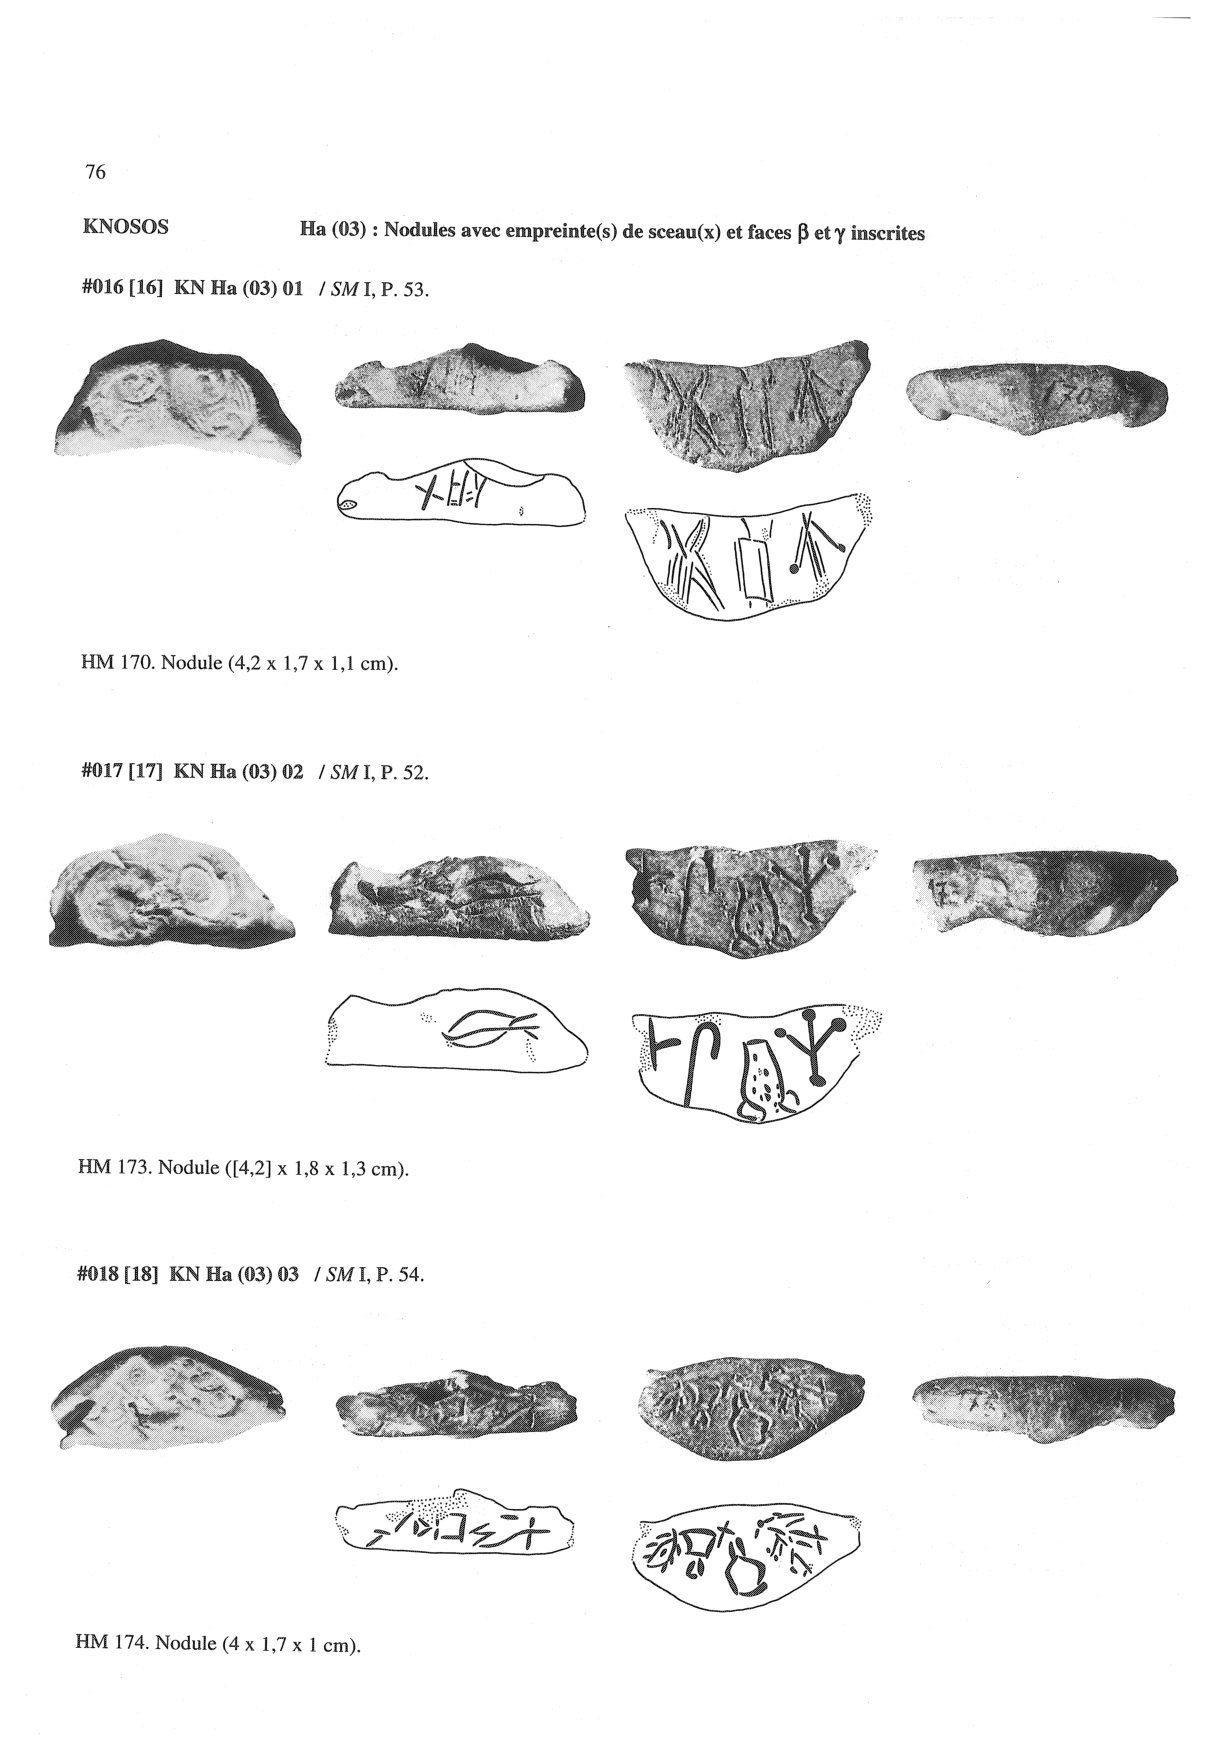 76
KNOSOS Ha (03) : Nodules avec empreinte(s) de sceau(x) et faces β et γ inscrites
#016 [16] KN Ha (03) 01 / SM I, P. 53.
170
HM 170. Nodule (4,2 x 1,7 x 1,1 cm).
#017 [17] KN Ha (03) 02 / SM I, P. 52.
HM 173. Nodule ([4,2] x 1,8 x 1,3 cm).
#018 [18] KN Ha (03) 03 / SM I, P. 54.
HM 174. Nodule (4 x 1,7 x 1 cm).